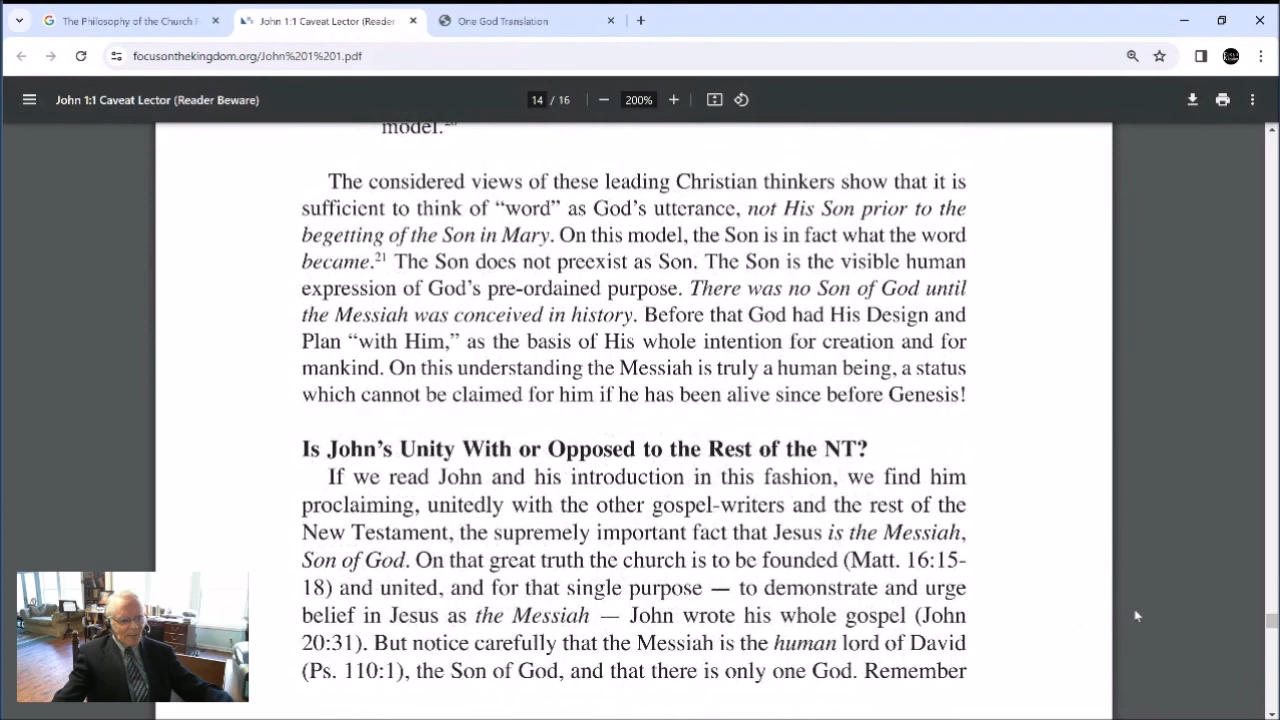 The Philosophy of the Church F
John 1:1 Caveat Lector (Reader
One God Translation
focusonthekingdom.org/John%201%201.pdf
John 1:1 Caveat Lector (Reader Beware)
14 / 16
200%
model.
The considered views of these leading Christian thinkers show that it is
sufficient to think of “word” as God’s utterance, not His Son prior to the
begetting of the Son in Mary. On this model, the Son is in fact what the word
became.21 The Son does not preexist as Son. The Son is the visible human
expression of God’s pre-ordained purpose. There was no Son of God until
the Messiah was conceived in history. Before that God had His Design and
Plan “with Him,” as the basis of His whole intention for creation and for
mankind. On this understanding the Messiah is truly a human being, a status
which cannot be claimed for him if he has been alive since before Genesis!
Is John’s Unity With or Opposed to the Rest of the NT?
If we read John and his introduction in this fashion, we find him
proclaiming, unitedly with the other gospel-writers and the rest of the
New Testament, the supremely important fact that Jesus is the Messiah,
Son of God. On that great truth the church is to be founded (Matt. 16:15-
18) and united, and for that single purpose — to demonstrate and urge
belief in Jesus as the Messiah — John wrote his whole gospel (John
20:31). But notice carefully that the Messiah is the human lord of David
(Ps. 110:1), the Son of God, and that there is only one God. Remember